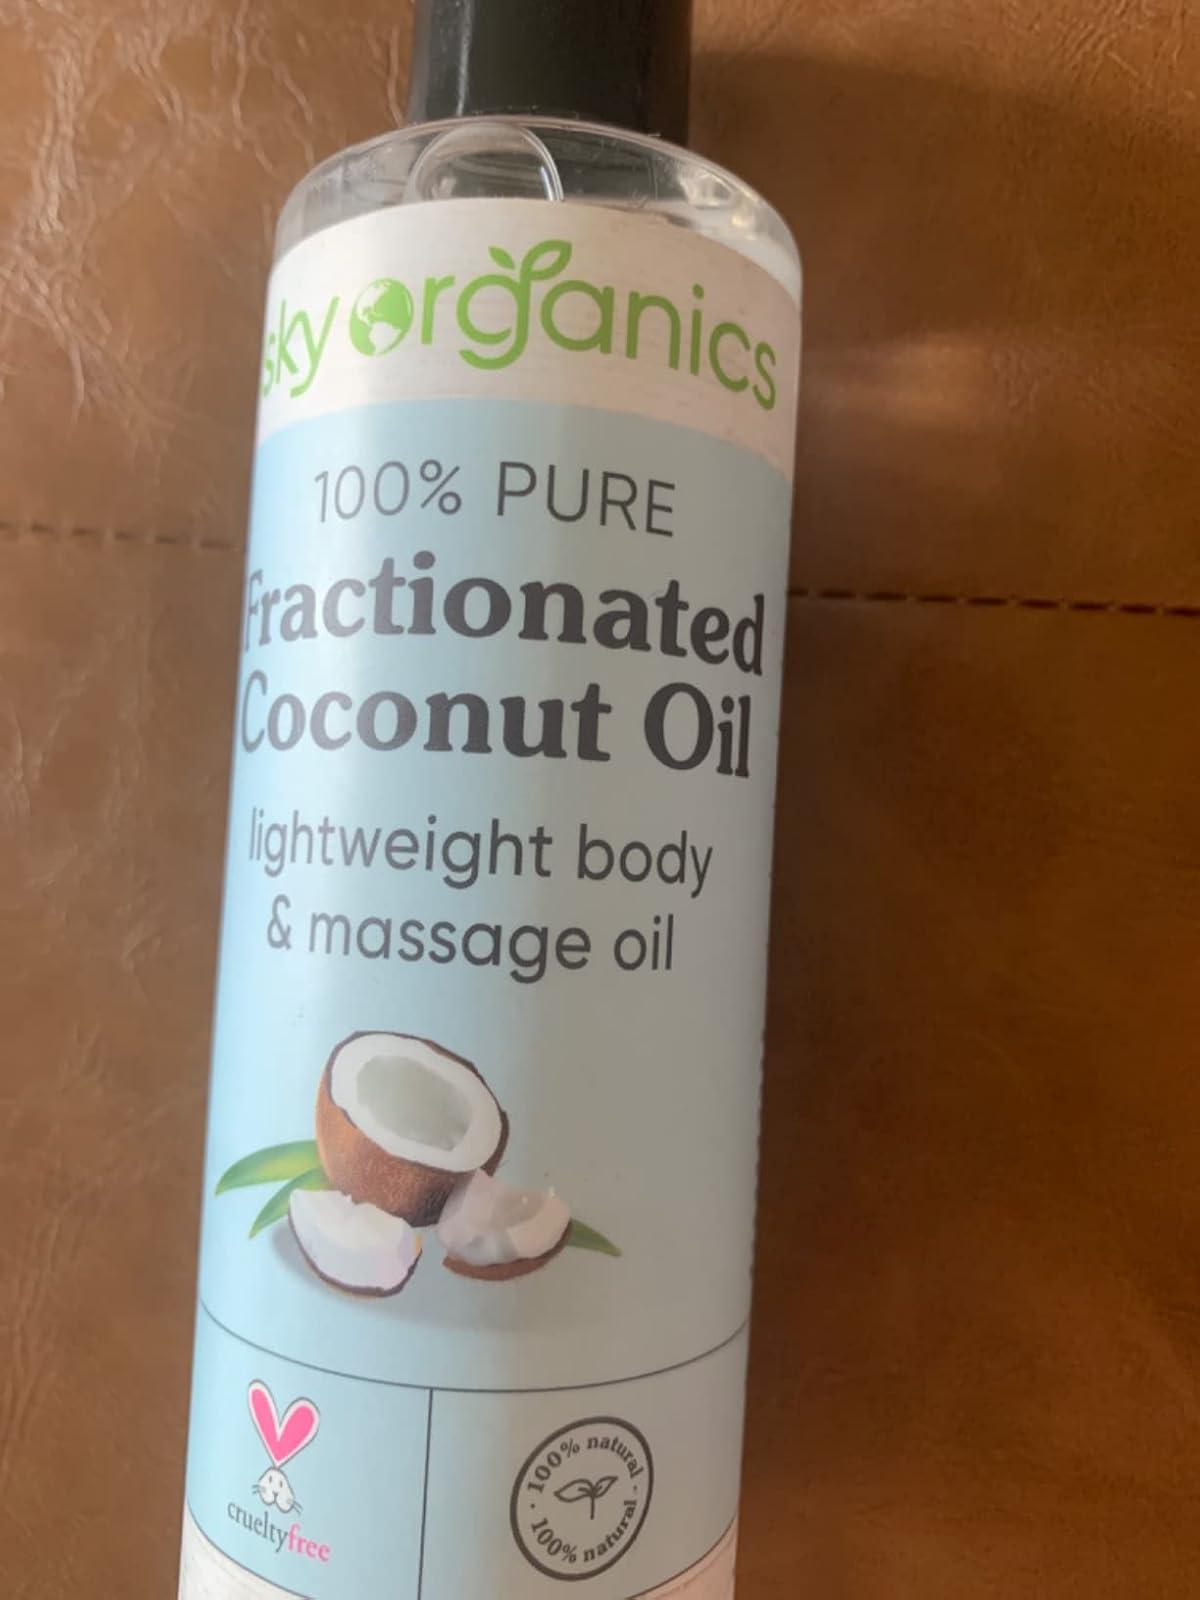 sky organics
100% PURE
Fractionated
Coconut Oil
lightweight body
& massage oil
crueltyfree
100% natural · 100% natural ·